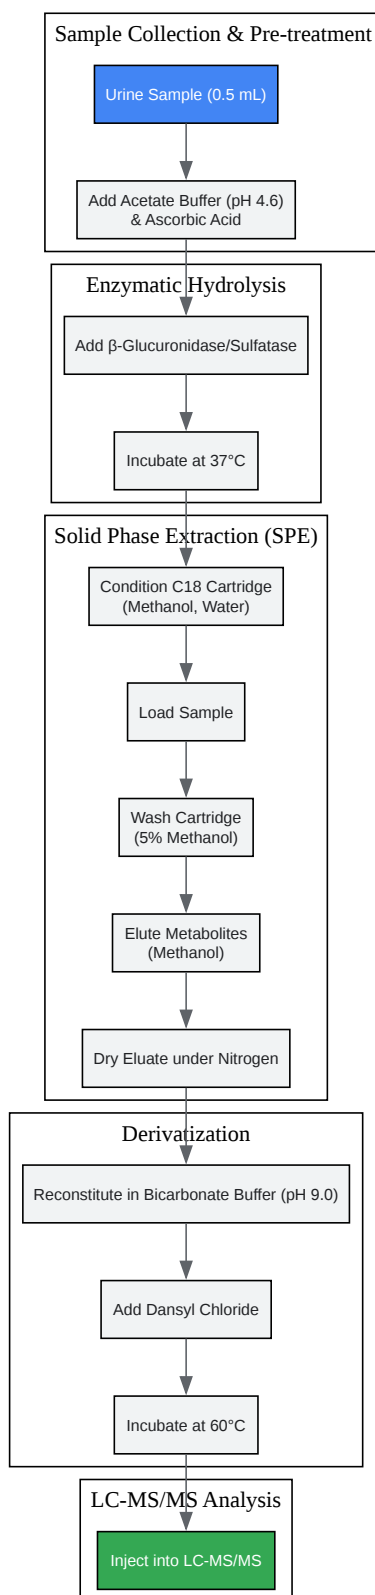 Sample Collection & Pre-treatment
Urine Sample (0.5 mL)
Add Acetate Buffer (pH 4.6)
& Ascorbic Acid
Enzymatic Hydrolysis
Add β-Glucuronidase/Sulfatase
Incubate at 37°C
Solid Phase Extraction (SPE)
Condition C18 Cartridge
(Methanol, Water)
Load Sample
Wash Cartridge
(5% Methanol)
Elute Metabolites
(Methanol)
Dry Eluate under Nitrogen
Derivatization
Reconstitute in Bicarbonate Buffer (pH 9.0)
Add Dansyl Chloride
Incubate at 60°C
LC-MS/MS Analysis
Inject into LC-MS/MS